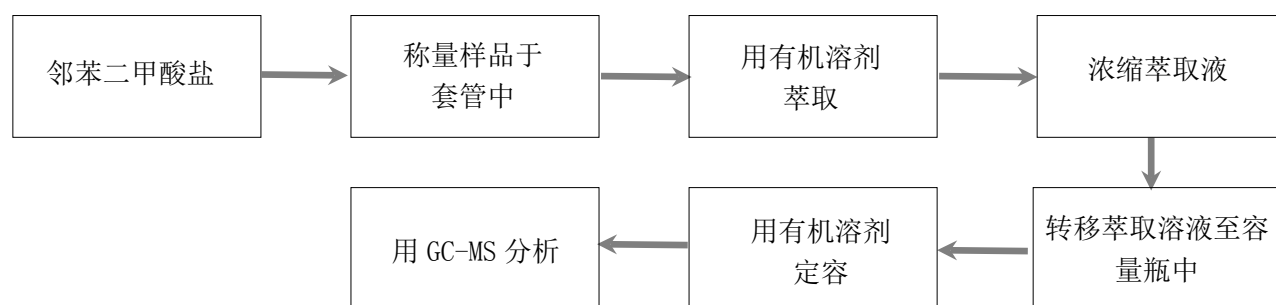 邻苯二甲酸盐
称量样品于
套管中
用有机溶剂
萃取
浓缩萃取液
转移萃取溶液至容
量瓶中
用有机溶剂
定容
用 GC-MS 分析